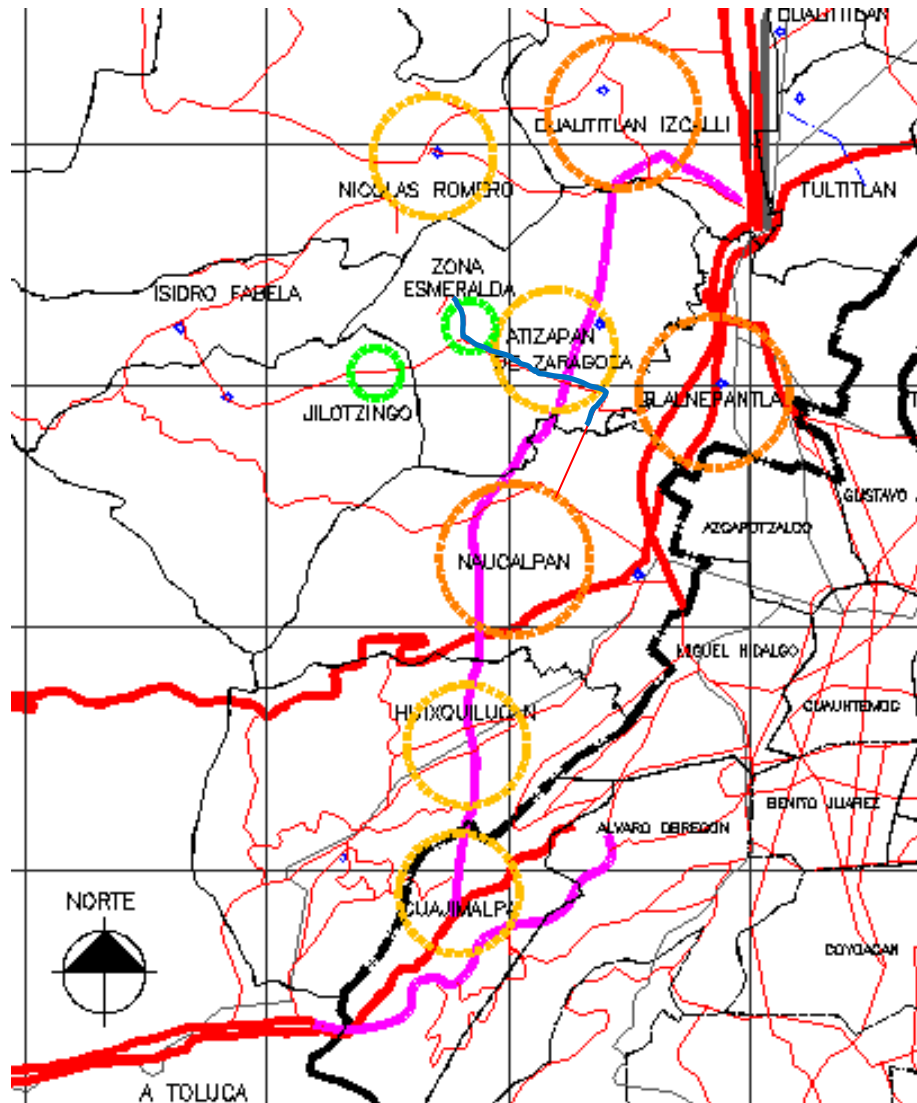 CUAUTITLAN
CUAUTITLAN IZCALLI
NICOLAS ROMERO
TULTITLAN
ZONA
ESMERALDA
ISIDRO FABELA
ATIZAPAN
DE ZARAGOZA
TLALNEPANTLA
JILOTZINGO
GUSTAVO
AZCAPOTZALCO
NAUCALPAN
MIGUEL HIDALGO
HUIXQUILUCAN
CUAUHTEMOC
BENITO JUAREZ
ALVARO OBREGON
NORTE
CUAJIMALPA
COYOACAN
A TOLUCA